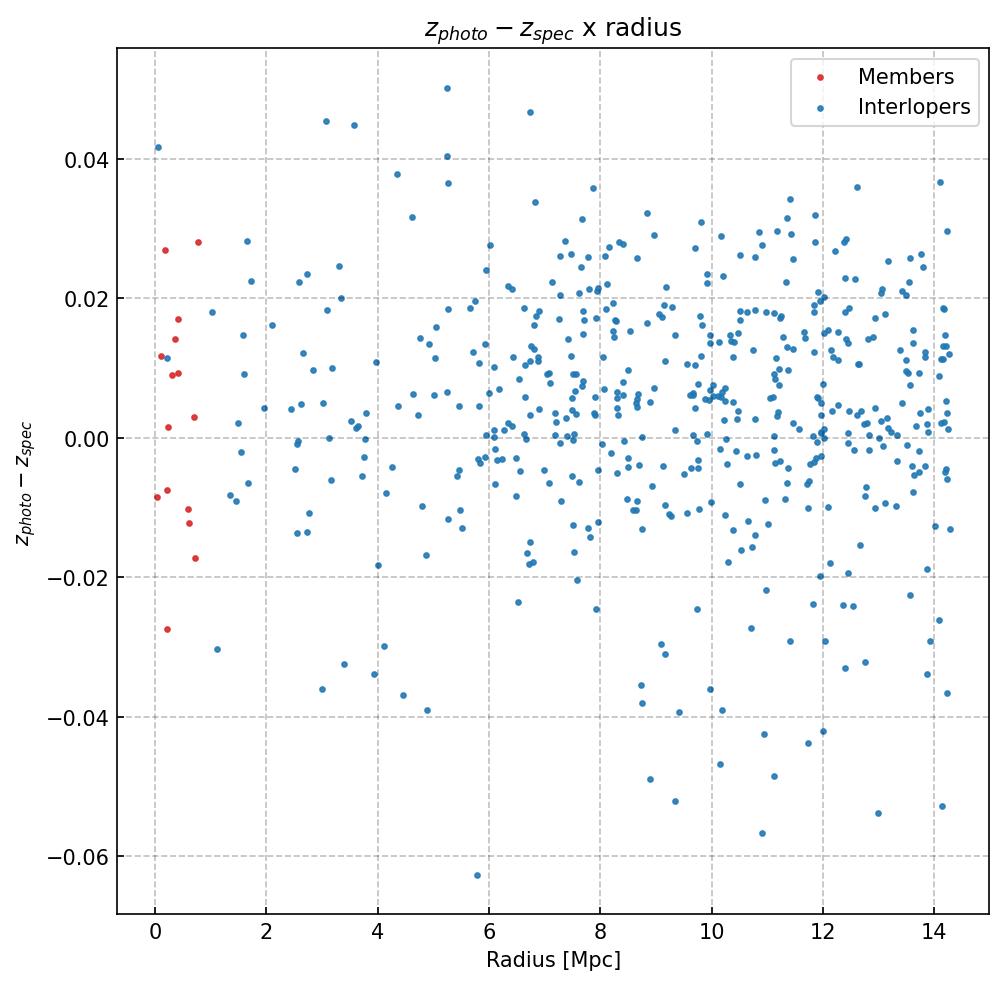 z_photo − z_spec x radius
Members
Interlopers
0.04
0.02
0.00
−0.02
−0.04
−0.06
z_photo − z_spec
0 2 4 6 8 10 12 14
Radius [Mpc]